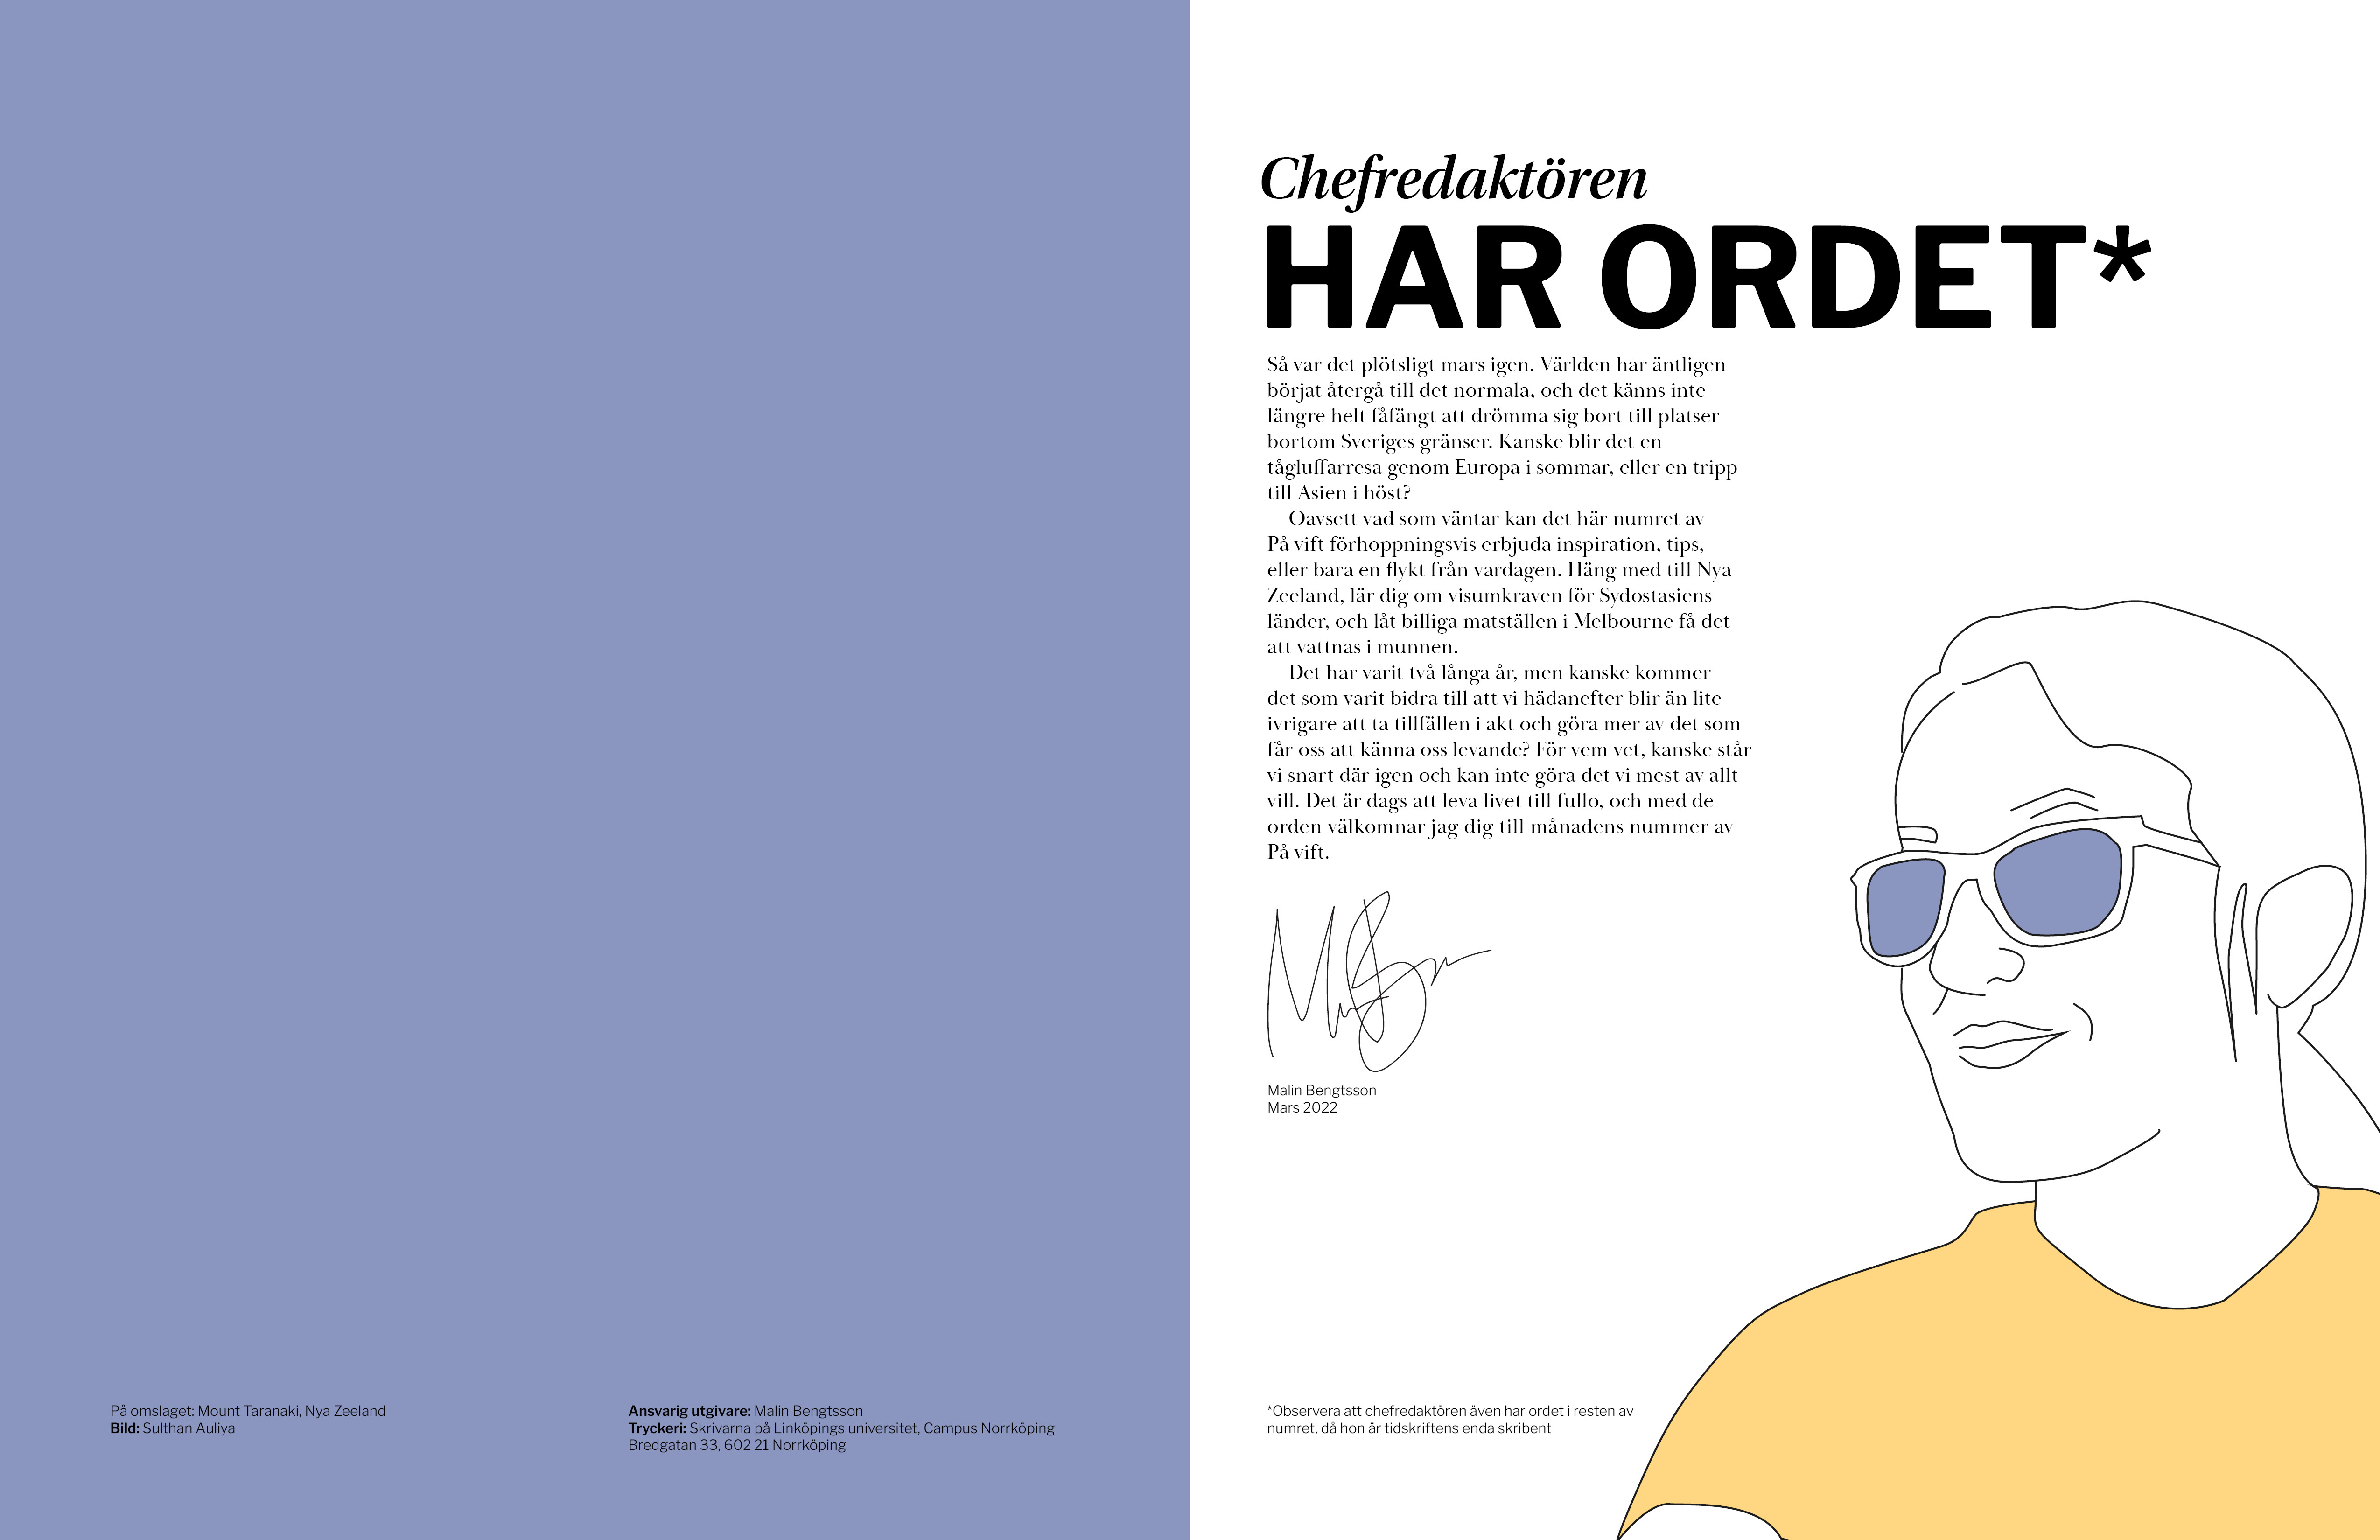 På omslaget: Mount Taranaki, Nya Zeeland
Bild: Sulthan Auliya
Ansvarig utgivare: Malin Bengtsson
Tryckeri: Skrivarna på Linköpings universitet, Campus Norrköping
Bredgatan 33, 602 21 Norrköping
Chefredaktören
HAR ORDET*
Så var det plötsligt mars igen. Världen har äntligen
börjat återgå till det normala, och det känns inte
längre helt fåfängt att drömma sig bort till platser
bortom Sveriges gränser. Kanske blir det en
tågluffarresa genom Europa i sommar, eller en tripp
till Asien i höst?
Oavsett vad som väntar kan det här numret av
På vift förhoppningsvis erbjuda inspiration, tips,
eller bara en flykt från vardagen. Häng med till Nya
Zeeland, lär dig om visumkraven för Sydostasiens
länder, och låt billiga matställen i Melbourne få det
att vattnas i munnen.
Det har varit två långa år, men kanske kommer
det som varit bidra till att vi hädanefter blir än lite
ivrigare att ta tillfällen i akt och göra mer av det som
får oss att känna oss levande? För vem vet, kanske står
vi snart där igen och kan inte göra det vi mest av allt
vill. Det är dags att leva livet till fullo, och med de
orden välkomnar jag dig till månadens nummer av
På vift.
Malin Bengtsson
Mars 2022
*Observera att chefredaktören även har ordet i resten av
numret, då hon är tidskriftens enda skribent